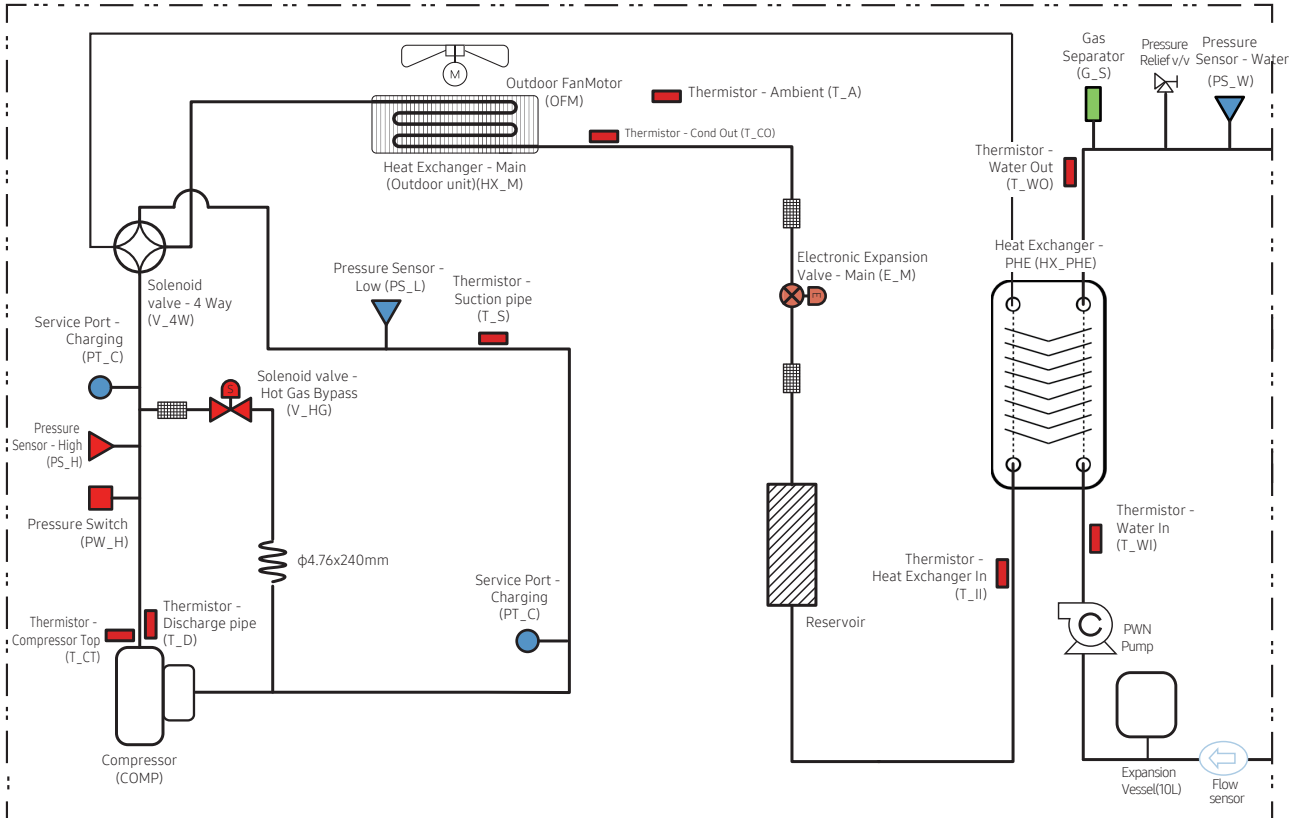 Gas
Separator
(G_S)
Pressure
Relief v/v
Pressure
Sensor - Water
(PS_W)
M
Outdoor FanMotor
(OFM)
Thermistor - Ambient (T_A)
Thermistor - Cond Out (T_CO)
Heat Exchanger - Main
(Outdoor unit)(HX_M)
Thermistor -
Water Out
(T_WO)
Solenoid
valve - 4 Way
(V_4W)
Pressure Sensor -
Low (PS_L)
Thermistor -
Suction pipe
(T_S)
Electronic Expansion
Valve - Main (E_M)
E
Heat Exchanger -
PHE (HX_PHE)
Service Port -
Charging
(PT_C)
S
Solenoid valve -
Hot Gas Bypass
(V_HG)
Pressure
Sensor - High
(PS_H)
Pressure Switch
(PW_H)
φ4.76x240mm
Thermistor -
Water In
(T_WI)
Thermistor -
Heat Exchanger In
(T_II)
Service Port -
Charging
(PT_C)
Reservoir
Thermistor -
Discharge pipe
(T_D)
Thermistor -
Compressor Top
(T_CT)
C
PWN
Pump
Compressor
(COMP)
Expansion
Vessel(10L)
Flow
sensor